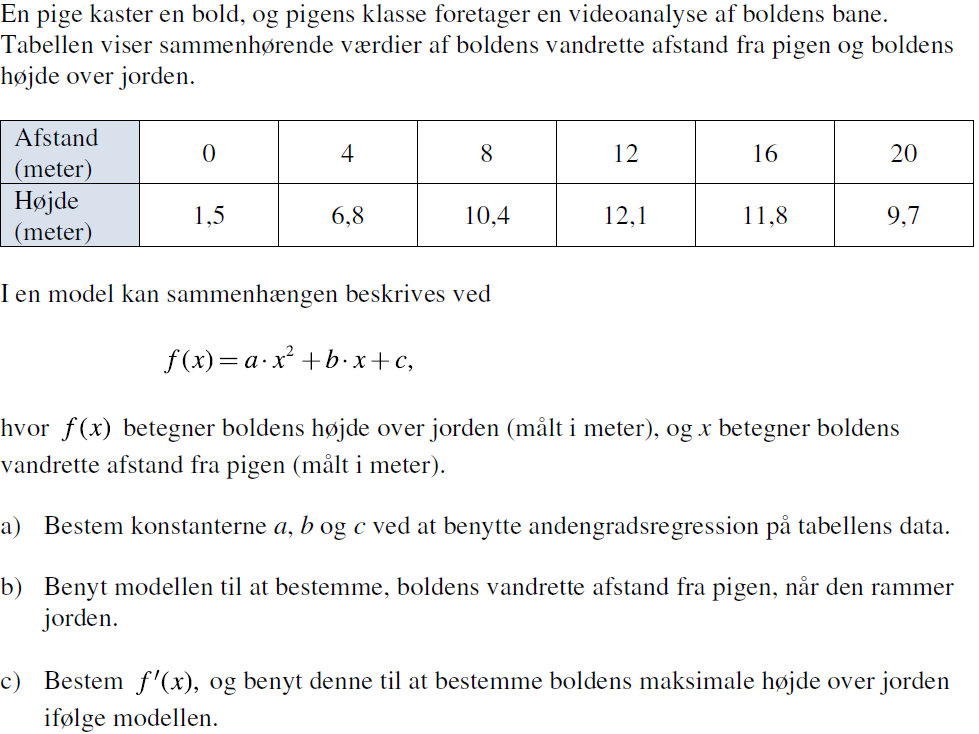 En pige kaster en bold, og pigens klasse foretager en videoanalyse af boldens bane.
Tabellen viser sammenhørende værdier af boldens vandrette afstand fra pigen og boldens
højde over jorden.
Afstand (meter) 0 4 8 12 16 20
Højde (meter) 1,5 6,8 10,4 12,1 11,8 9,7
I en model kan sammenhængen beskrives ved
f(x) = a · x² + b · x + c,
hvor f(x) betegner boldens højde over jorden (målt i meter), og x betegner boldens
vandrette afstand fra pigen (målt i meter).
a) Bestem konstanterne a, b og c ved at benytte andengradsregression på tabellens data.
b) Benyt modellen til at bestemme, boldens vandrette afstand fra pigen, når den rammer
jorden.
c) Bestem f′(x), og benyt denne til at bestemme boldens maksimale højde over jorden
ifølge modellen.